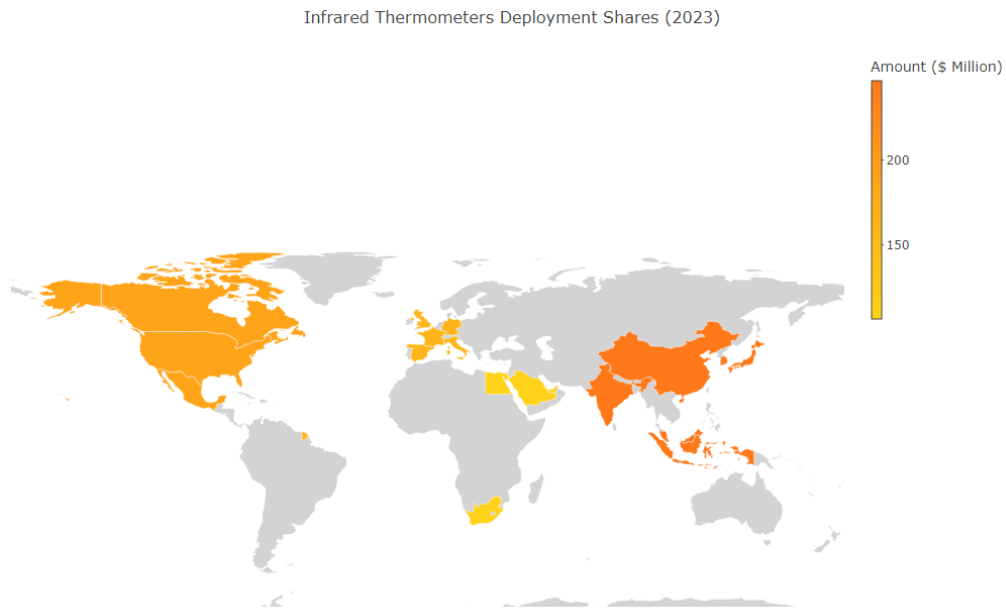 Infrared Thermometers Deployment Shares (2023)
Amount ($ Million)
200
150